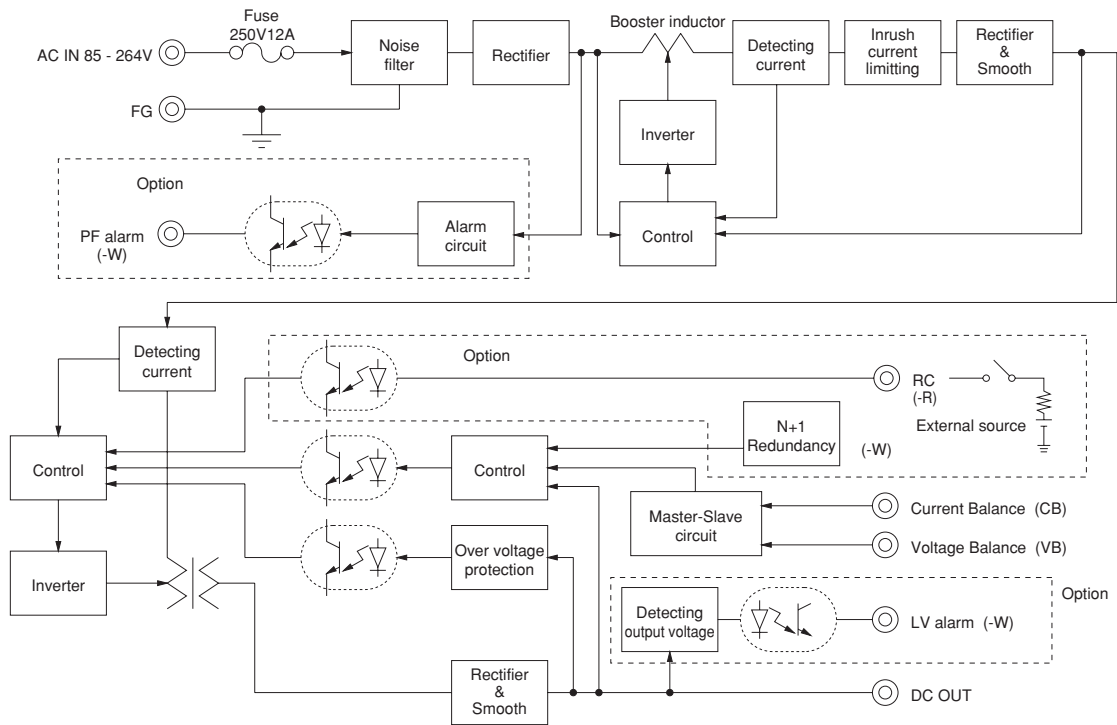 Fuse
250V12A
AC IN 85 - 264V
Noise
filter
Rectifier
Booster inductor
Detecting
current
Inrush
current
limitting
Rectifier
&
Smooth
FG
Inverter
Option
PF alarm
(-W)
Alarm
circuit
Control
Detecting
current
Option
RC
(-R)
External source
N+1
Redundancy
(-W)
Control
Control
Master-Slave
circuit
Current Balance (CB)
Voltage Balance (VB)
Inverter
Over voltage
protection
Option
Detecting
output voltage
LV alarm (-W)
Rectifier
&
Smooth
DC OUT